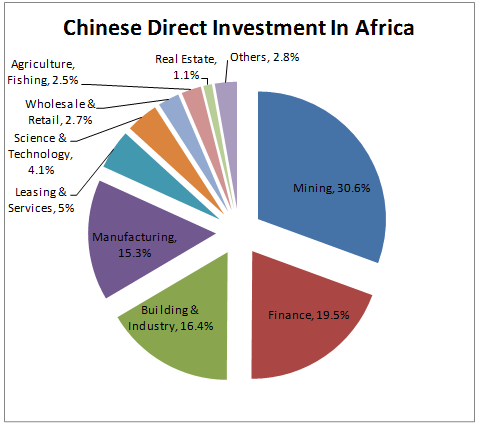 Chinese Direct Investment In Africa
Agriculture,
Fishing, 2.5%
Real Estate,
1.1%
Others, 2.8%
Wholesale &
Retail, 2.7%
Science &
Technology,
4.1%
Leasing &
Services, 5%
Mining, 30.6%
Manufacturing,
15.3%
Building &
Industry, 16.4%
Finance, 19.5%